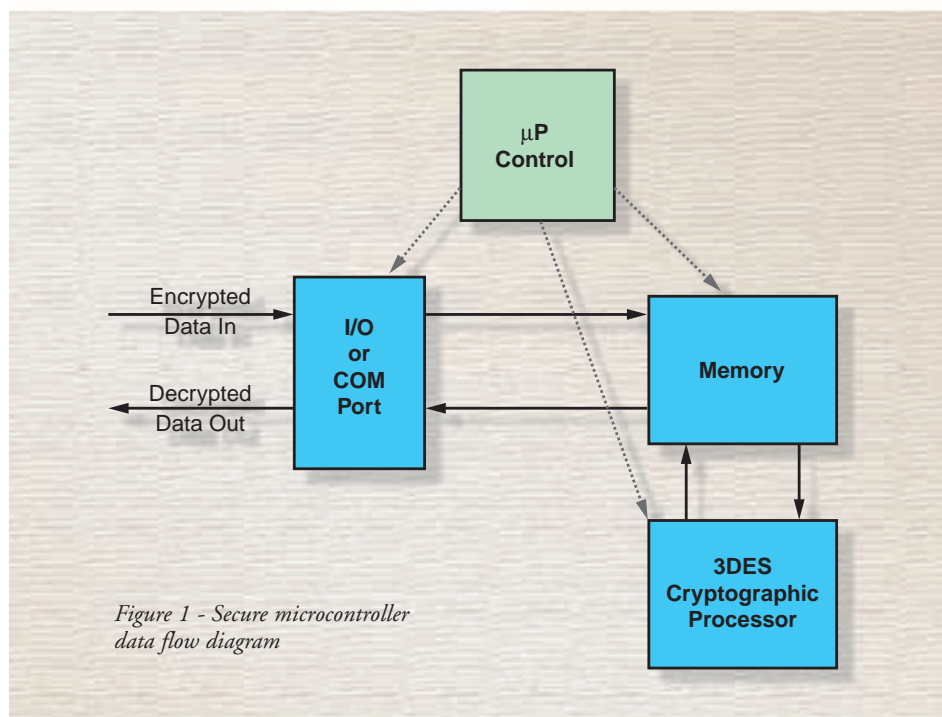 µP
Control
Encrypted
Data In
I/O
or
COM
Port
Memory
Decrypted
Data Out
3DES
Cryptographic
Processor
Figure 1 - Secure microcontroller
data flow diagram